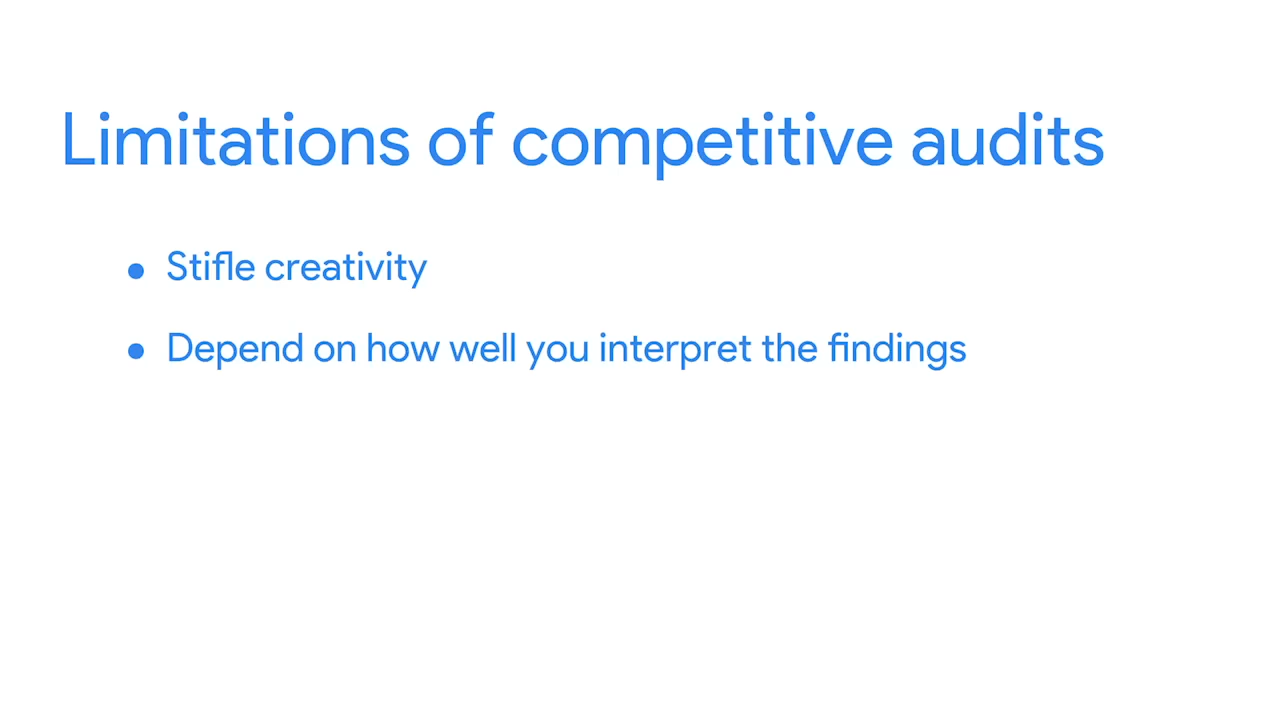 Limitations of competitive audits
• Stifle creativity
• Depend on how well you interpret the findings